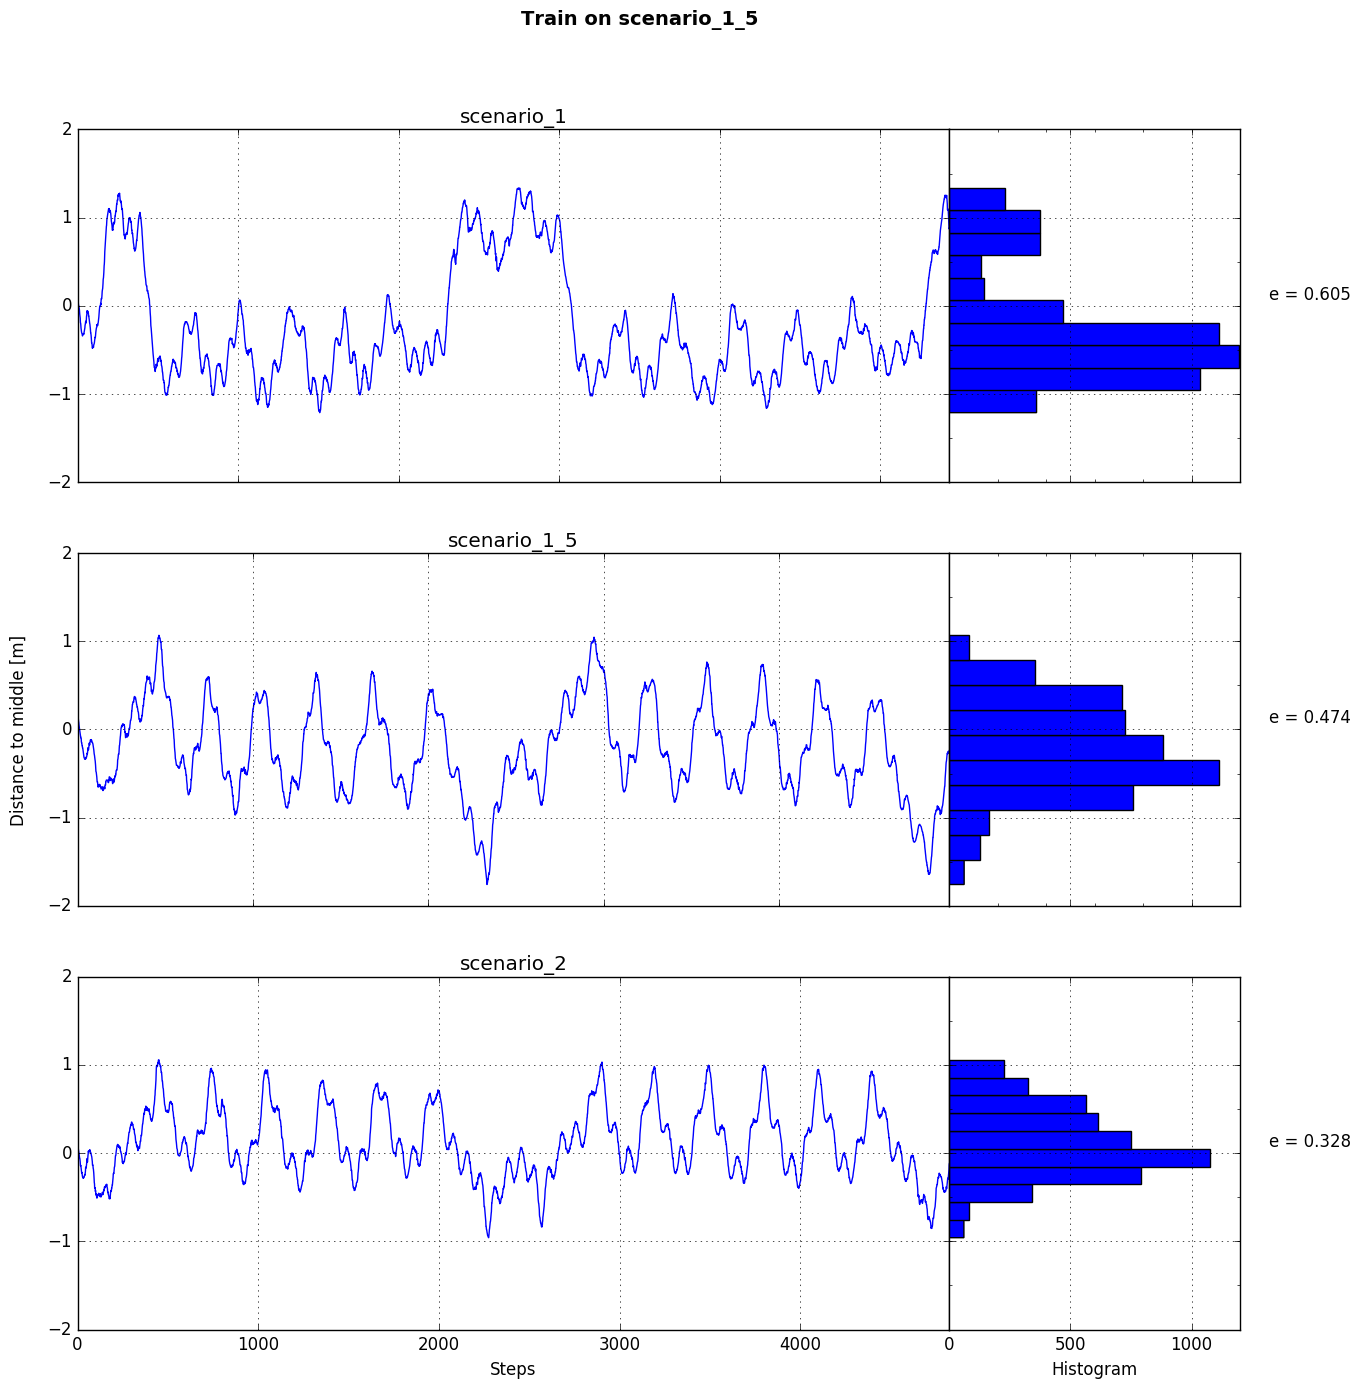 Train on scenario_1_5
scenario_1
2
1
0
−1
−2
e = 0.605
scenario_1_5
2
1
0
−1
−2
Distance to middle [m]
e = 0.474
scenario_2
2
1
0
−1
−2
e = 0.328
0 1000 2000 3000 4000 0 500 1000
Steps Histogram